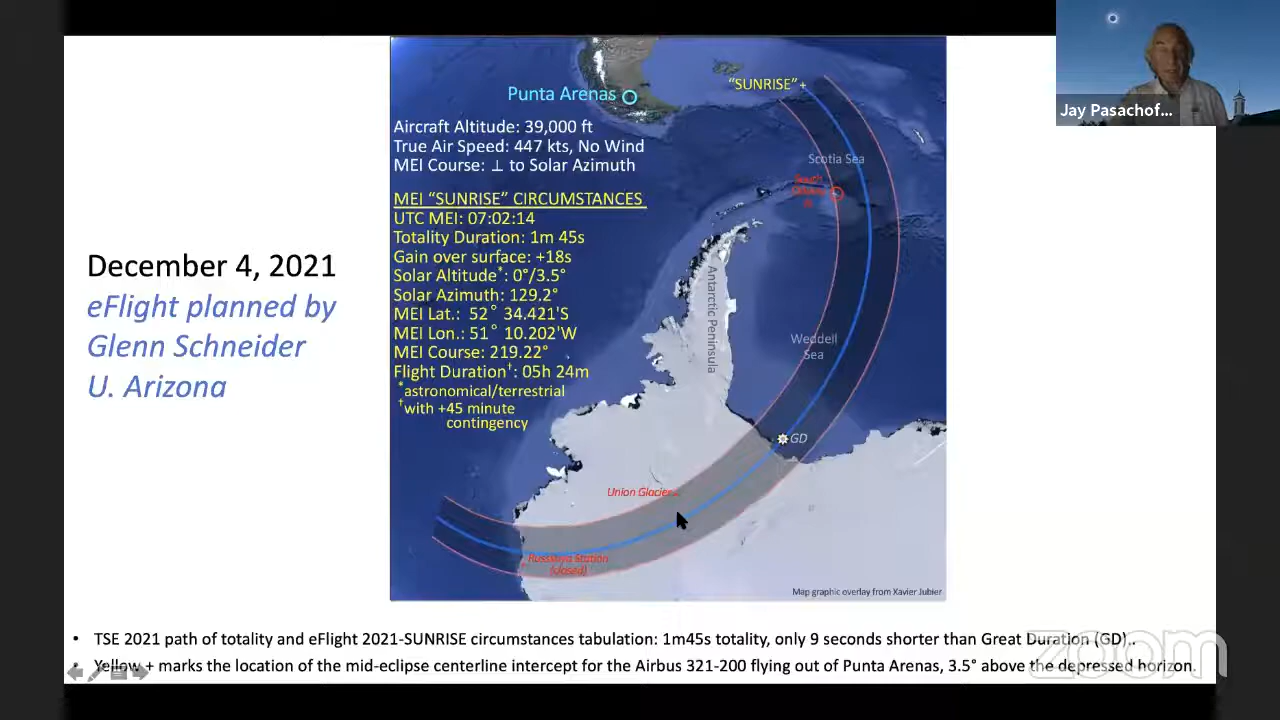 Jay Pasachof...
"SUNRISE" +
Punta Arenas
Aircraft Altitude: 39,000 ft
True Air Speed: 447 kts, No Wind
MEI Course: ⊥ to Solar Azimuth
Scotia Sea
South
MEI "SUNRISE" CIRCUMSTANCES
UTC MEI: 07:02:14
Totality Duration: 1m 45s
Gain over surface: +18s
Solar Altitude*: 0°/3.5°
Solar Azimuth: 129.2°
MEI Lat.: 52° 34.421'S
MEI Lon.: 51° 10.202'W
MEI Course: 219.22°
Flight Duration†: 05h 24m
*astronomical/terrestrial
†with +45 minute
contingency
December 4, 2021
eFlight planned by
Glenn Schneider
U. Arizona
Antarctic Peninsula
Weddell
Sea
GD
Union Glacier
Russkaya Station
(closed)
Map graphic overlay from Xavier Jubier
• TSE 2021 path of totality and eFlight 2021-SUNRISE circumstances tabulation: 1m45s totality, only 9 seconds shorter than Great Duration (GD)..
• Yellow + marks the location of the mid-eclipse centerline intercept for the Airbus 321-200 flying out of Punta Arenas, 3.5° above the depressed horizon.
zoom